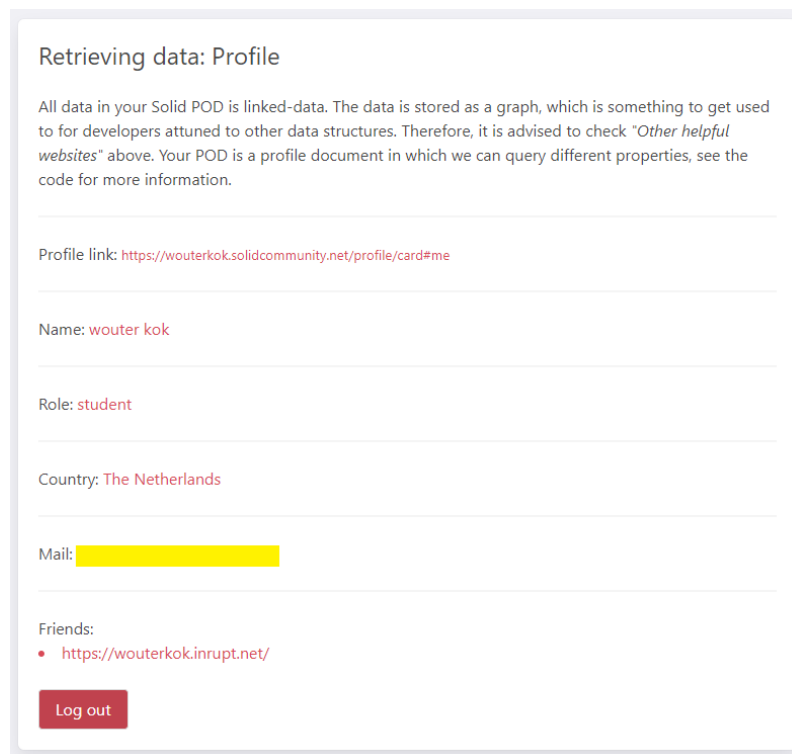 Retrieving data: Profile
All data in your Solid POD is linked-data. The data is stored as a graph, which is something to get used
to for developers attuned to other data structures. Therefore, it is advised to check "Other helpful
websites" above. Your POD is a profile document in which we can query different properties, see the
code for more information.
Profile link: https://wouterkok.solidcommunity.net/profile/card#me
Name: wouter kok
Role: student
Country: The Netherlands
Mail:
Friends:
• https://wouterkok.inrupt.net/
Log out